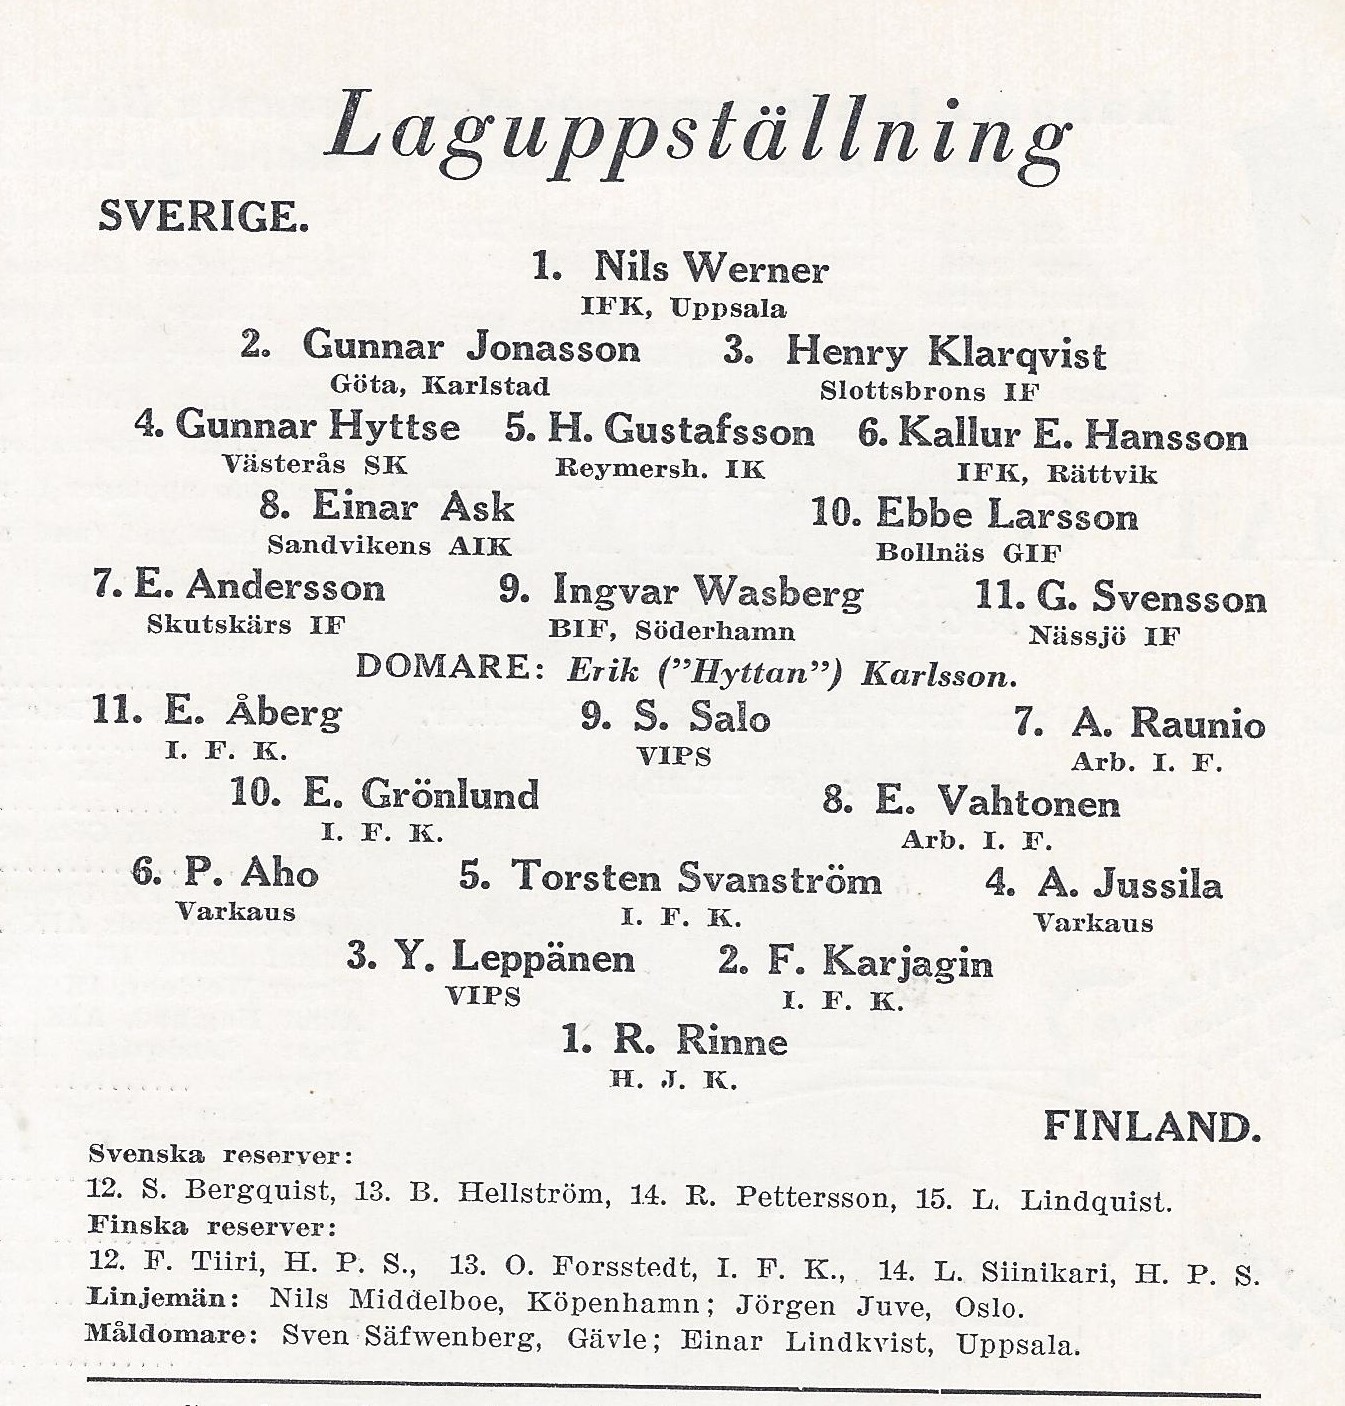 Laguppställning
SVERIGE.
1. Nils Werner
IFK, Uppsala
2. Gunnar Jonasson 3. Henry Klarqvist
Göta, Karlstad Slottsbrons IF
4. Gunnar Hyttse 5. H. Gustafsson 6. Kallur E. Hansson
Västerås SK Reymersh. IK IFK, Rättvik
8. Einar Ask 10. Ebbe Larsson
Sandvikens AIK Bollnäs GIF
7. E. Andersson 9. Ingvar Wasberg 11. G. Svensson
Skutskärs IF BIF, Söderhamn Nässjö IF
DOMARE: Erik ("Hyttan") Karlsson.
11. E. Åberg 9. S. Salo 7. A. Raunio
I. F. K. VIPS Arb. I. F.
10. E. Grönlund 8. E. Vahtonen
I. F. K. Arb. I. F.
6. P. Aho 5. Torsten Svanström 4. A. Jussila
Varkaus I. F. K. Varkaus
3. Y. Leppänen 2. F. Karjagin
VIPS I. F. K.
1. R. Rinne
H. J. K.
FINLAND.
Svenska reserver:
12. S. Bergquist, 13. B. Hellström, 14. R. Pettersson, 15. L. Lindquist.
Finska reserver:
12. F. Tiiri, H. P. S., 13. O. Forsstedt, I. F. K., 14. L. Siinikari, H. P. S.
Linjemän: Nils Middelboe, Köpenhamn; Jörgen Juve, Oslo.
Måldomare: Sven Säfwenberg, Gävle; Einar Lindkvist, Uppsala.